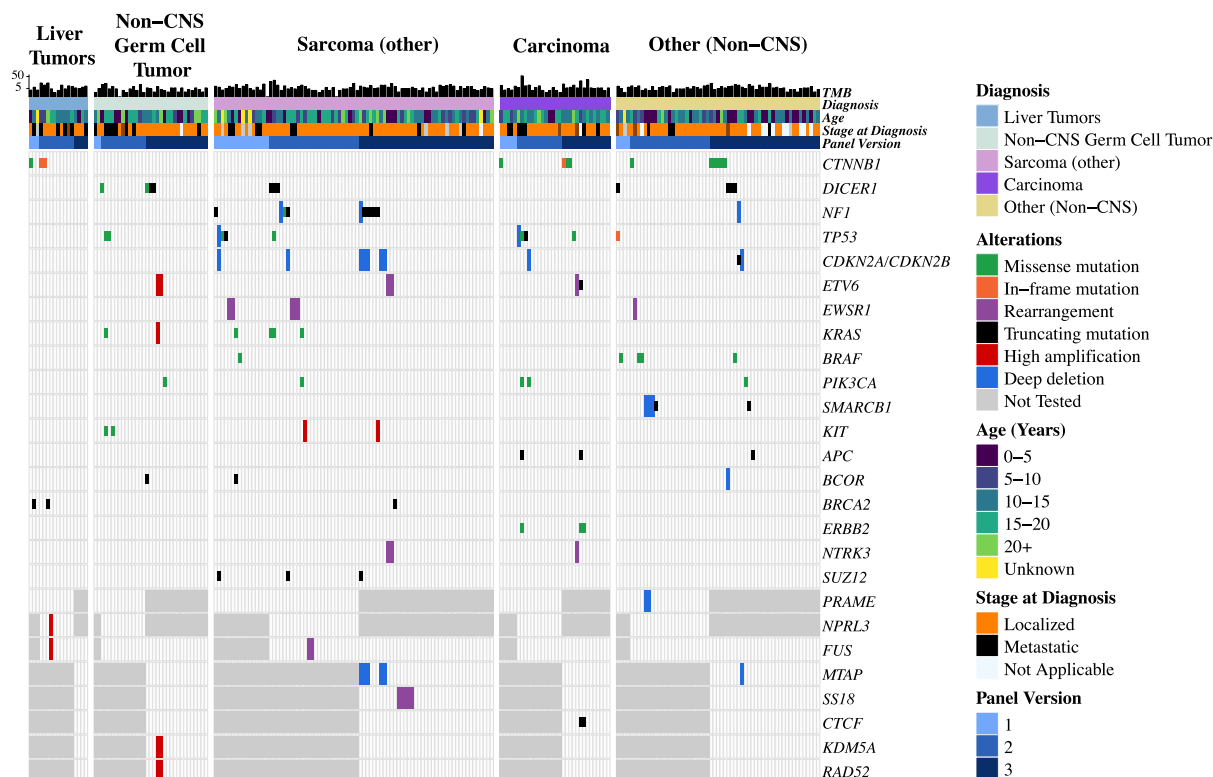 Liver
Tumors
Non−CNS
Germ Cell
Tumor
Sarcoma (other)
Carcinoma
Other (Non−CNS)
50
5
TMB
Diagnosis
Age
Stage at Diagnosis
Panel Version
CTNNB1
DICER1
NF1
TP53
CDKN2A/CDKN2B
ETV6
EWSR1
KRAS
BRAF
PIK3CA
SMARCB1
KIT
APC
BCOR
BRCA2
ERBB2
NTRK3
SUZ12
PRAME
NPRL3
FUS
MTAP
SS18
CTCF
KDM5A
RAD52
Diagnosis
Liver Tumors
Non−CNS Germ Cell Tumor
Sarcoma (other)
Carcinoma
Other (Non−CNS)
Alterations
Missense mutation
In−frame mutation
Rearrangement
Truncating mutation
High amplification
Deep deletion
Not Tested
Age (Years)
0−5
5−10
10−15
15−20
20+
Unknown
Stage at Diagnosis
Localized
Metastatic
Not Applicable
Panel Version
1
2
3